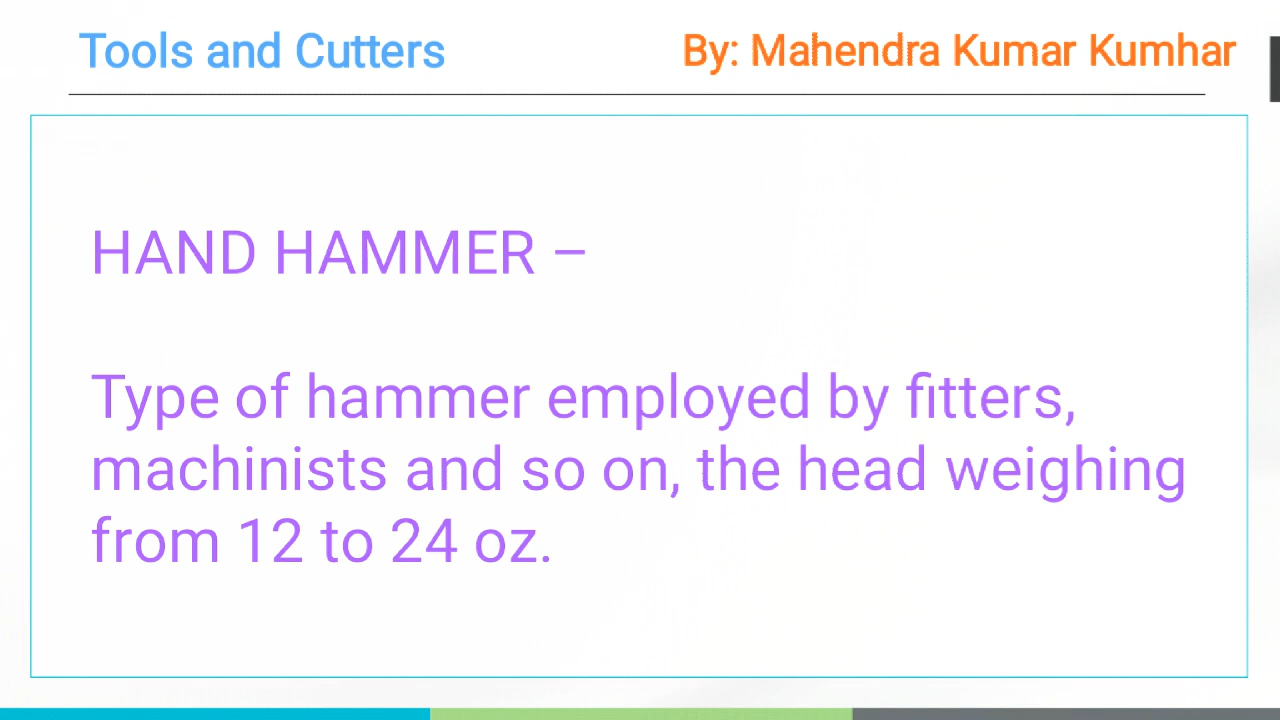 Tools and Cutters
By: Mahendra Kumar Kumhar
HAND HAMMER –
Type of hammer employed by fitters,
machinists and so on, the head weighing
from 12 to 24 oz.